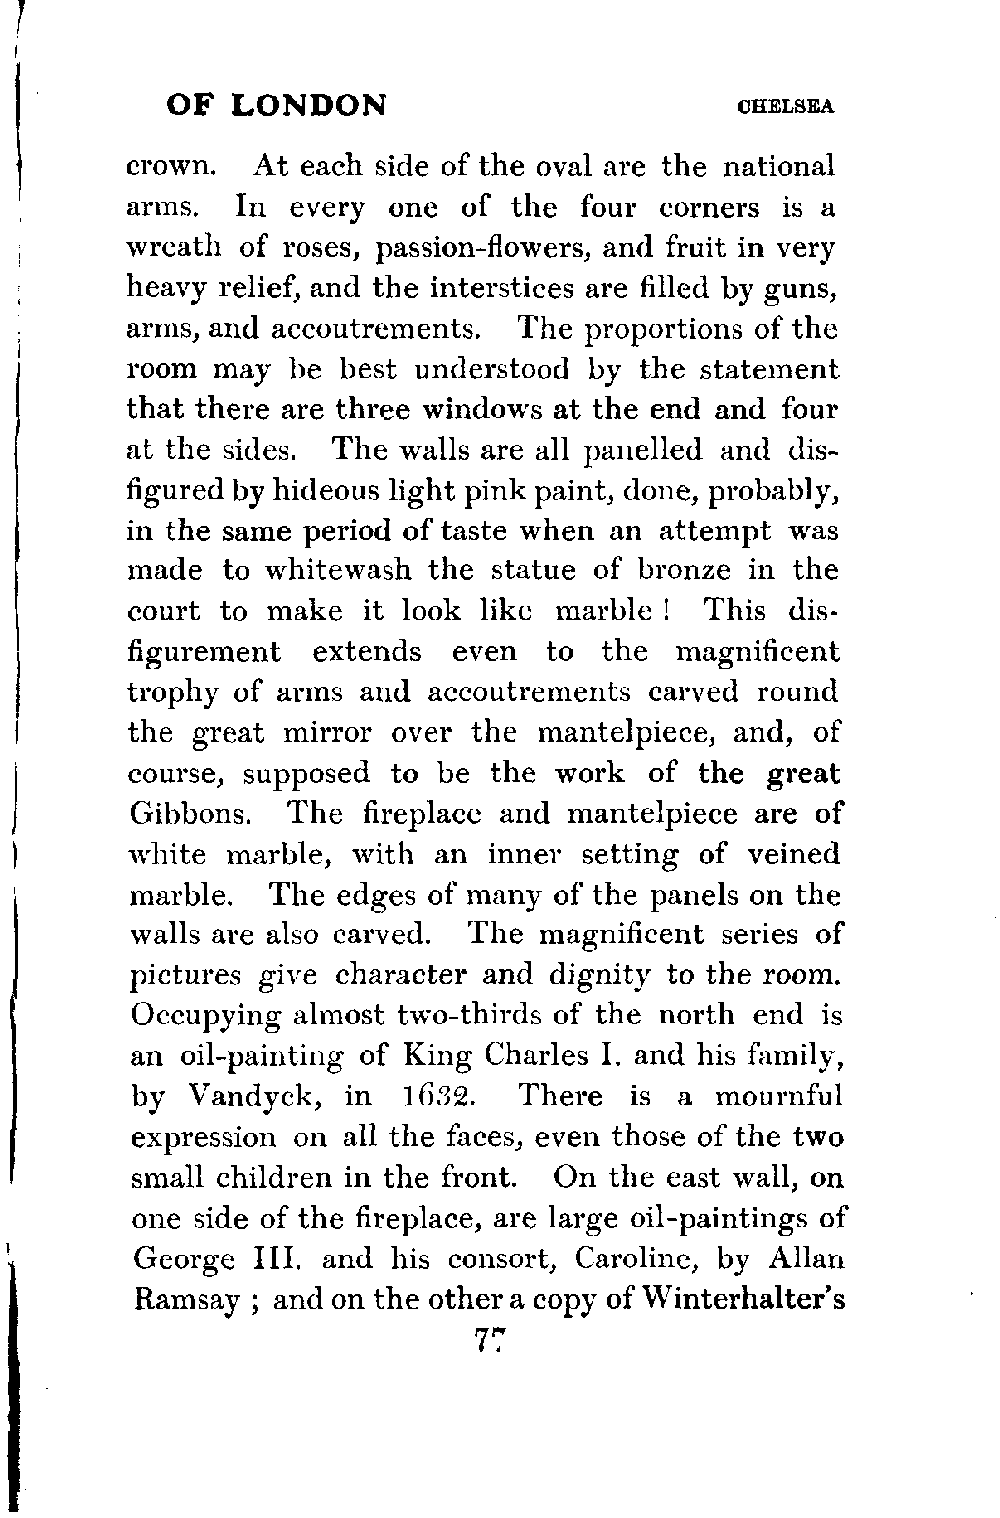 OF LONDON CHELSEA
crown. At each side of the oval are the national
arms. In every one of the four corners is a
wreath of roses, passion-flowers, and fruit in very
heavy relief, and the interstices are filled by guns,
arms, and accoutrements. The proportions of the
room may be best understood by the statement
that there are three windows at the end and four
at the sides. The walls are all panelled and dis-
figured by hideous light pink paint, done, probably,
in the same period of taste when an attempt was
made to whitewash the statue of bronze in the
court to make it look like marble ! This dis-
figurement extends even to the magnificent
trophy of arms and accoutrements carved round
the great mirror over the mantelpiece, and, of
course, supposed to be the work of the great
Gibbons. The fireplace and mantelpiece are of
white marble, with an inner setting of veined
marble. The edges of many of the panels on the
walls are also carved. The magnificent series of
pictures give character and dignity to the room.
Occupying almost two-thirds of the north end is
an oil-painting of King Charles I. and his family,
by Vandyck, in 1632. There is a mournful
expression on all the faces, even those of the two
small children in the front. On the east wall, on
one side of the fireplace, are large oil-paintings of
George III. and his consort, Caroline, by Allan
Ramsay ; and on the other a copy of Winterhalter's
77